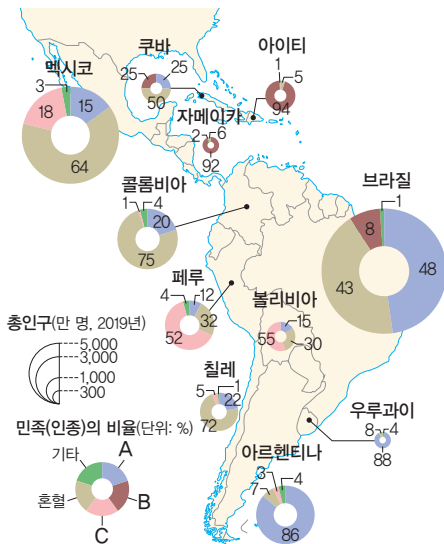 쿠바
25 25
50
아이티
1 5
94
멕시코
3
18 15
64
자메이카
2 6
92
콜롬비아
1 4
20
75
브라질
1
8
48
43
페루
4 12
32
52
볼리비아
15
55 30
총인구(만 명, 2019년)
5,000
3,000
1,000
300
칠레
5 1
22
72
우루과이
8 4
88
민족(인종)의 비율(단위: %)
기타 A
혼혈 B
C
아르헨티나
3 4
7
86